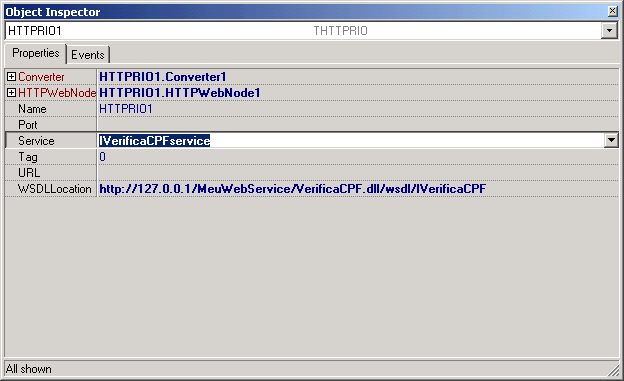 Object Inspector
HTTPRIO1 THTTPRIO
Properties Events
Converter HTTPRIO1.Converter1
HTTPWebNode HTTPRIO1.HTTPWebNode1
Name HTTPRIO1
Port
Service IVerificaCPFservice
Tag 0
URL
WSDLLocation http://127.0.0.1/MeuWebService/VerificaCPF.dll/wsdl/IVerificaCPF
All shown